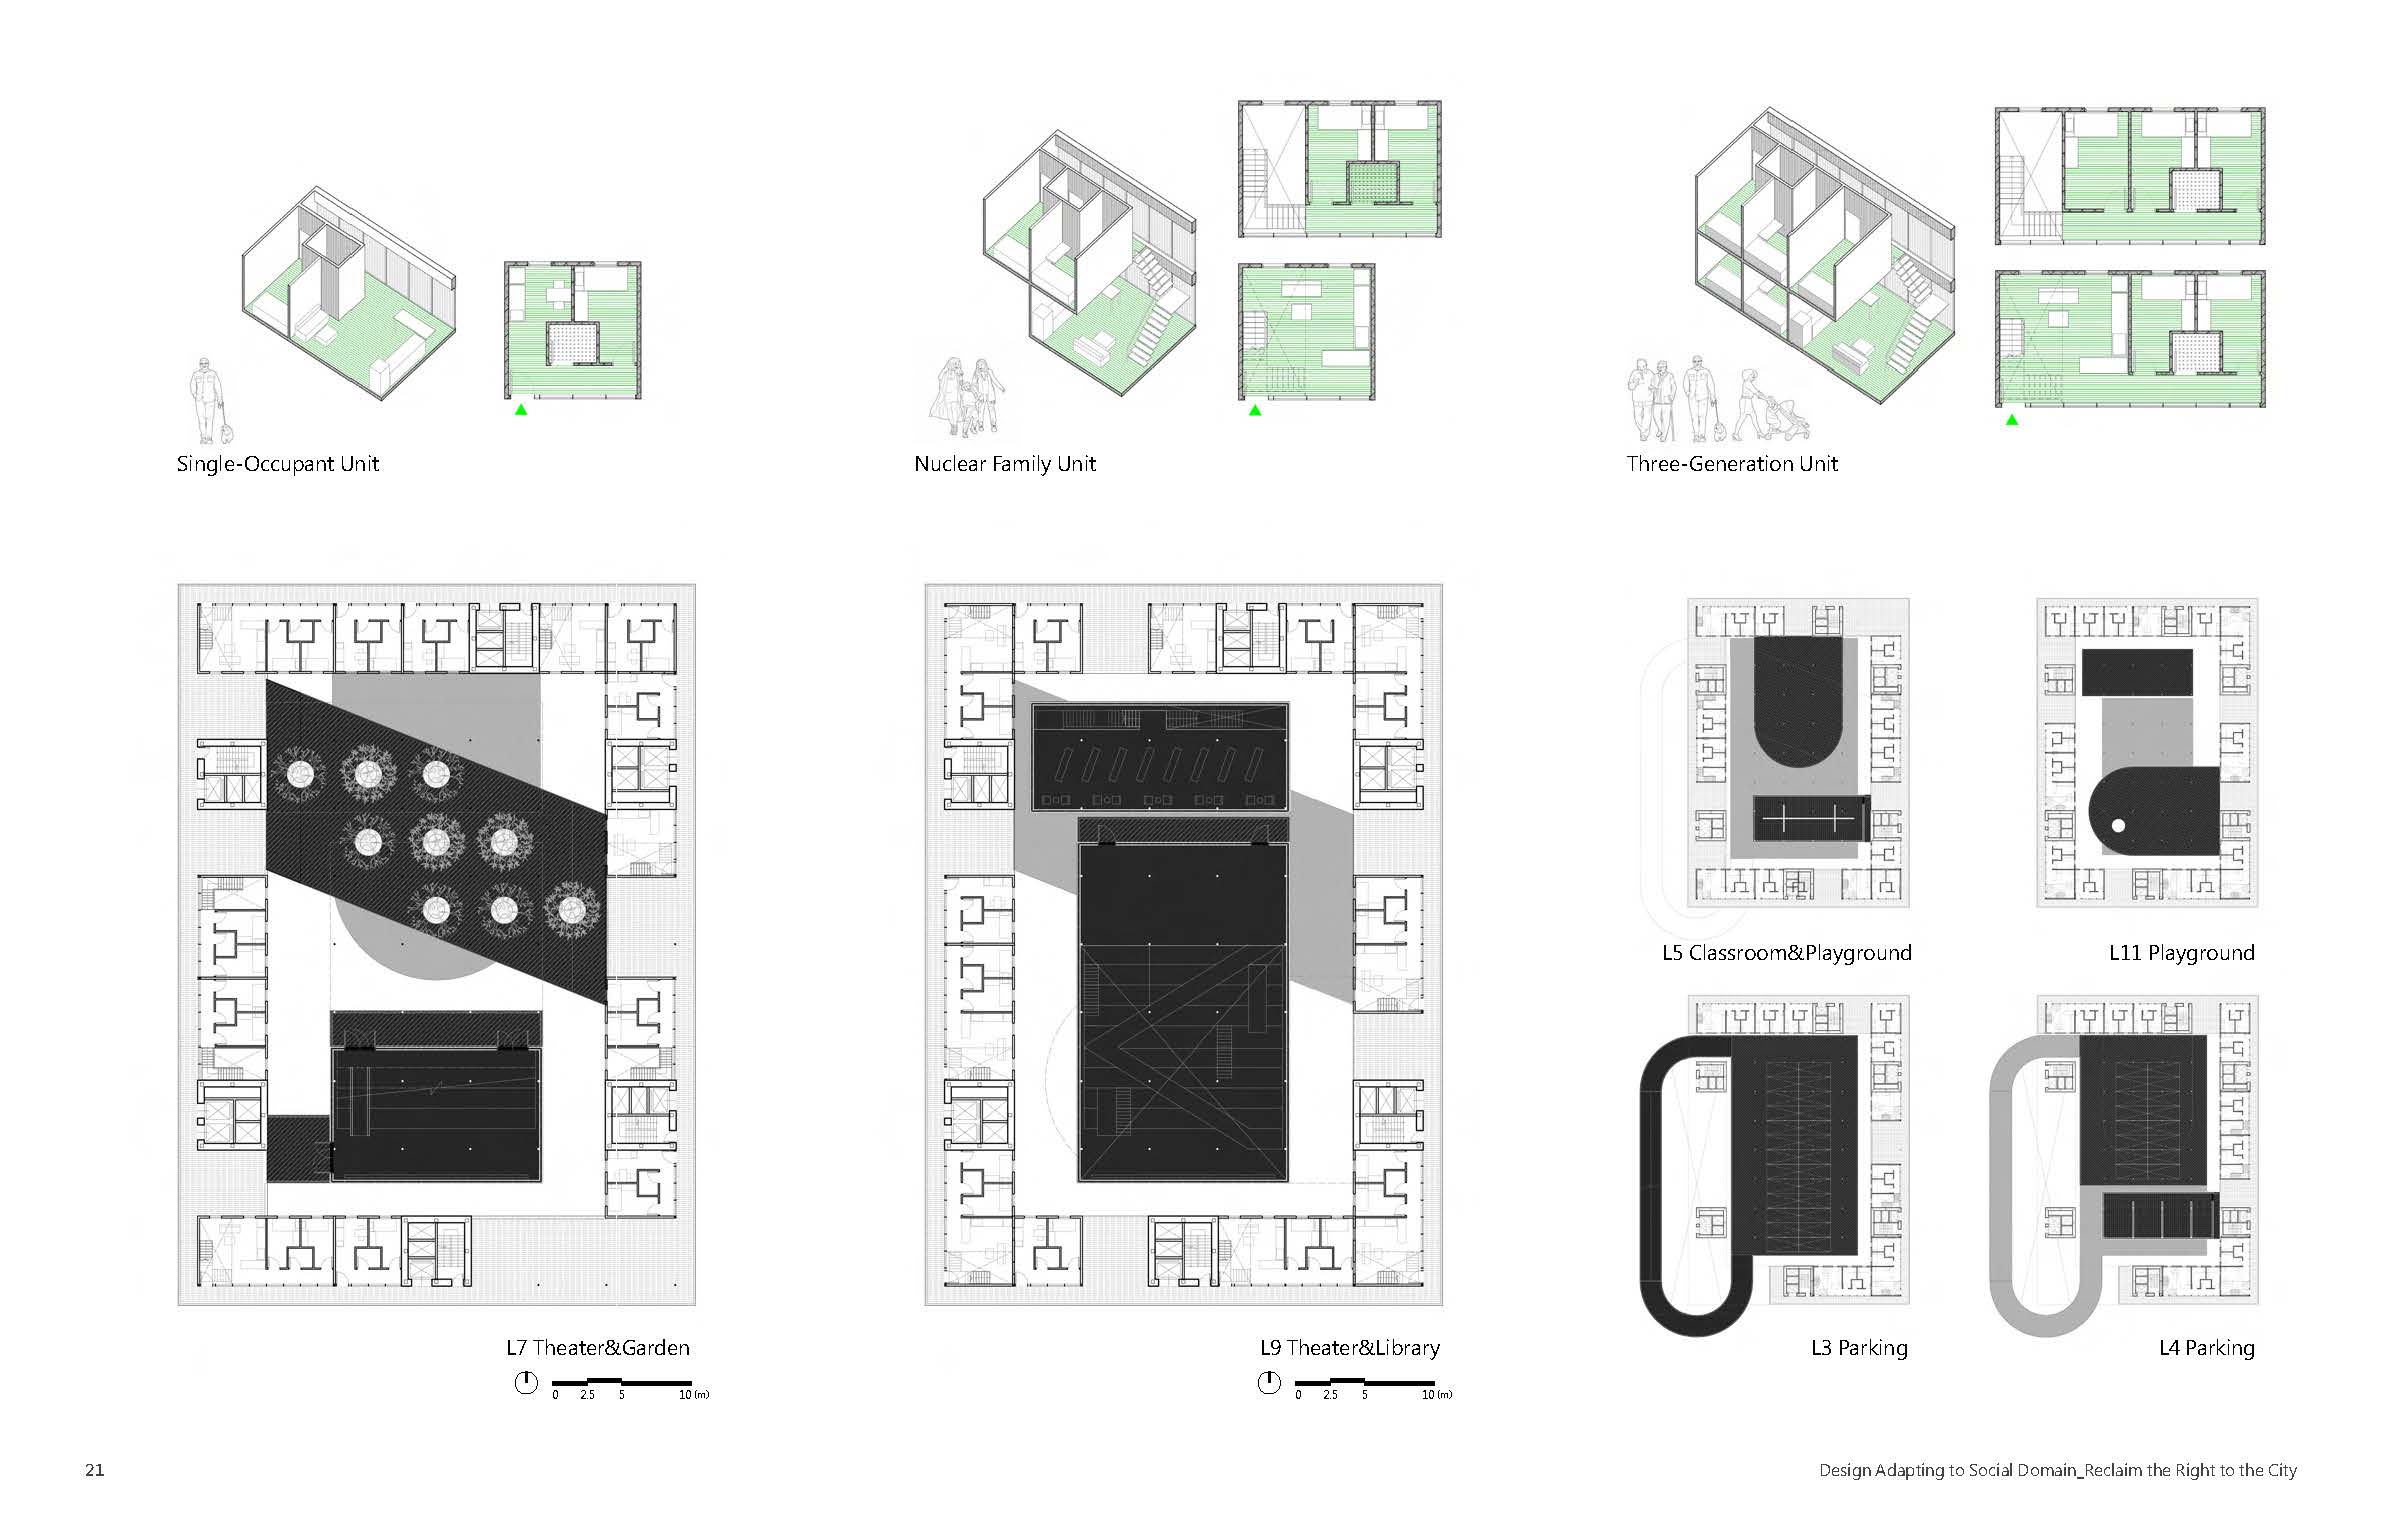 Single-Occupant Unit
Nuclear Family Unit
Three-Generation Unit
L5 Classroom&Playground
L11 Playground
L7 Theater&Garden
L9 Theater&Library
L3 Parking
L4 Parking
0 2.5 5 10 (m)
0 2.5 5 10 (m)
21
Design Adapting to Social Domain_Reclaim the Right to the City